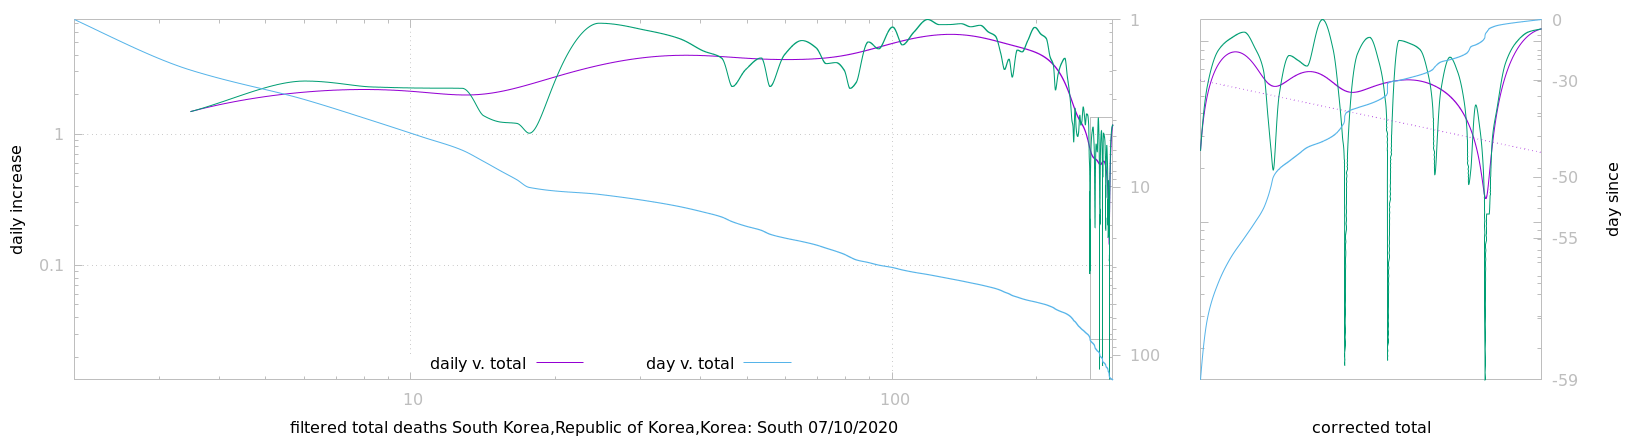 1
0
-30
1
daily increase
10
-50
day since
-55
0.1
100
daily v. total
day v. total
-59
10
100
filtered total deaths South Korea,Republic of Korea,Korea: South 07/10/2020
corrected total